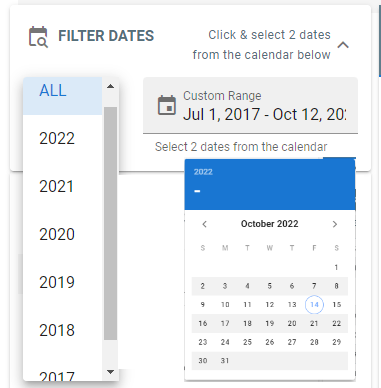 FILTER DATES
Click & select 2 dates
from the calendar below
ALL
2022
2021
2020
2019
2018
2017
Custom Range
Jul 1, 2017 - Oct 12, 20
Select 2 dates from the calendar
2022
-
October 2022
S M T W T F S
1
2 3 4 5 6 7 8
9 10 11 12 13 14 15
16 17 18 19 20 21 22
23 24 25 26 27 28 29
30 31